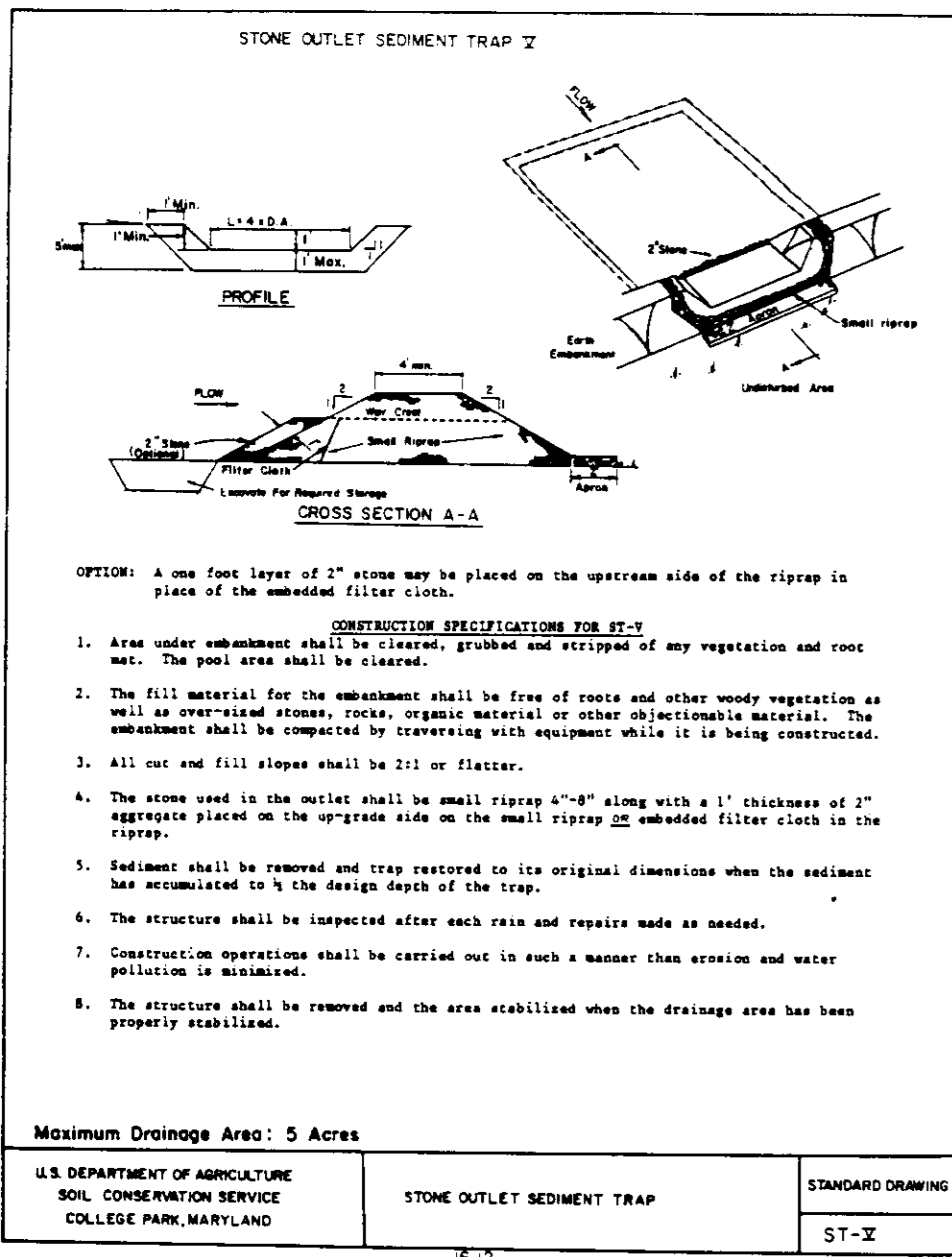 STONE OUTLET SEDIMENT TRAP V
FLOW
A
1' Min.
L = 4 x D.A.
1' Min.
5' max
1'
1' Max.
PROFILE
2" Stone
Apron
Small riprap
Earth
Embankment
A
Undisturbed Area
4' min.
2
1
2
1
FLOW
Weir Crest
2" Stone
(Optional)
Small Riprap
Filter Cloth
Apron
Excavate For Required Storage
CROSS SECTION A-A
OPTION: A one foot layer of 2" stone may be placed on the upstream side of the riprap in
place of the embedded filter cloth.
CONSTRUCTION SPECIFICATIONS FOR ST-V
1. Area under embankment shall be cleared, grubbed and stripped of any vegetation and root
mat. The pool area shall be cleared.
2. The fill material for the embankment shall be free of roots and other woody vegetation as
well as over-sized stones, rocks, organic material or other objectionable material. The
embankment shall be compacted by traversing with equipment while it is being constructed.
3. All cut and fill slopes shall be 2:1 or flatter.
4. The stone used in the outlet shall be small riprap 4"-8" along with a 1' thickness of 2"
aggregate placed on the up-grade side on the small riprap OR embedded filter cloth in the
riprap.
5. Sediment shall be removed and trap restored to its original dimensions when the sediment
has accumulated to ½ the design depth of the trap.
6. The structure shall be inspected after each rain and repairs made as needed.
7. Construction operations shall be carried out in such a manner than erosion and water
pollution is minimized.
8. The structure shall be removed and the area stabilized when the drainage area has been
properly stabilized.
Maximum Drainage Area: 5 Acres
U.S. DEPARTMENT OF AGRICULTURE
SOIL CONSERVATION SERVICE
COLLEGE PARK, MARYLAND
STONE OUTLET SEDIMENT TRAP
STANDARD DRAWING
ST-V